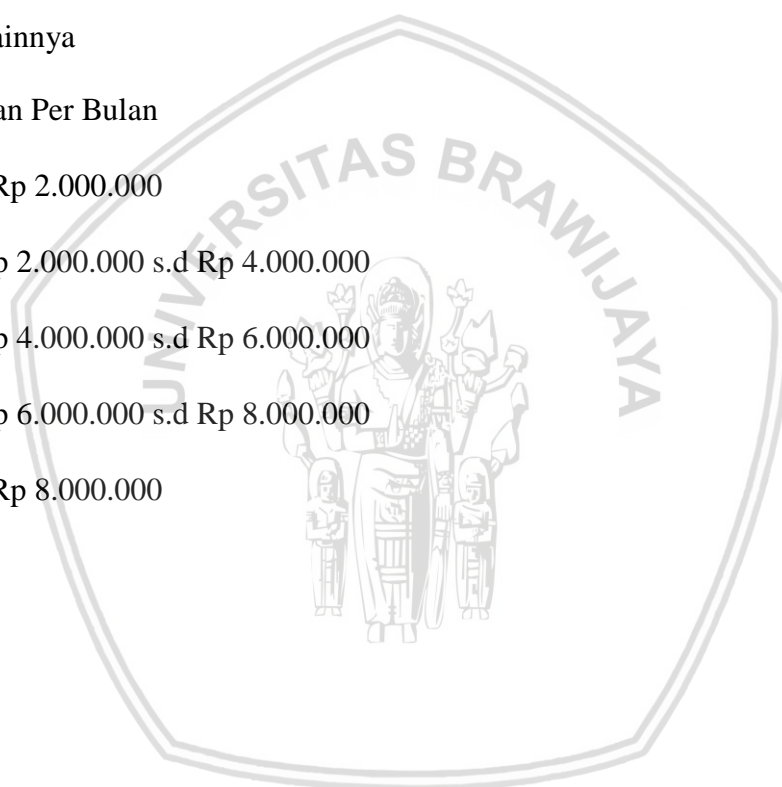 ainnya
an Per Bulan
Rp 2.000.000
p 2.000.000 s.d Rp 4.000.000
p 4.000.000 s.d Rp 6.000.000
p 6.000.000 s.d Rp 8.000.000
Rp 8.000.000
UNIVERSITAS BRAWIJAYA